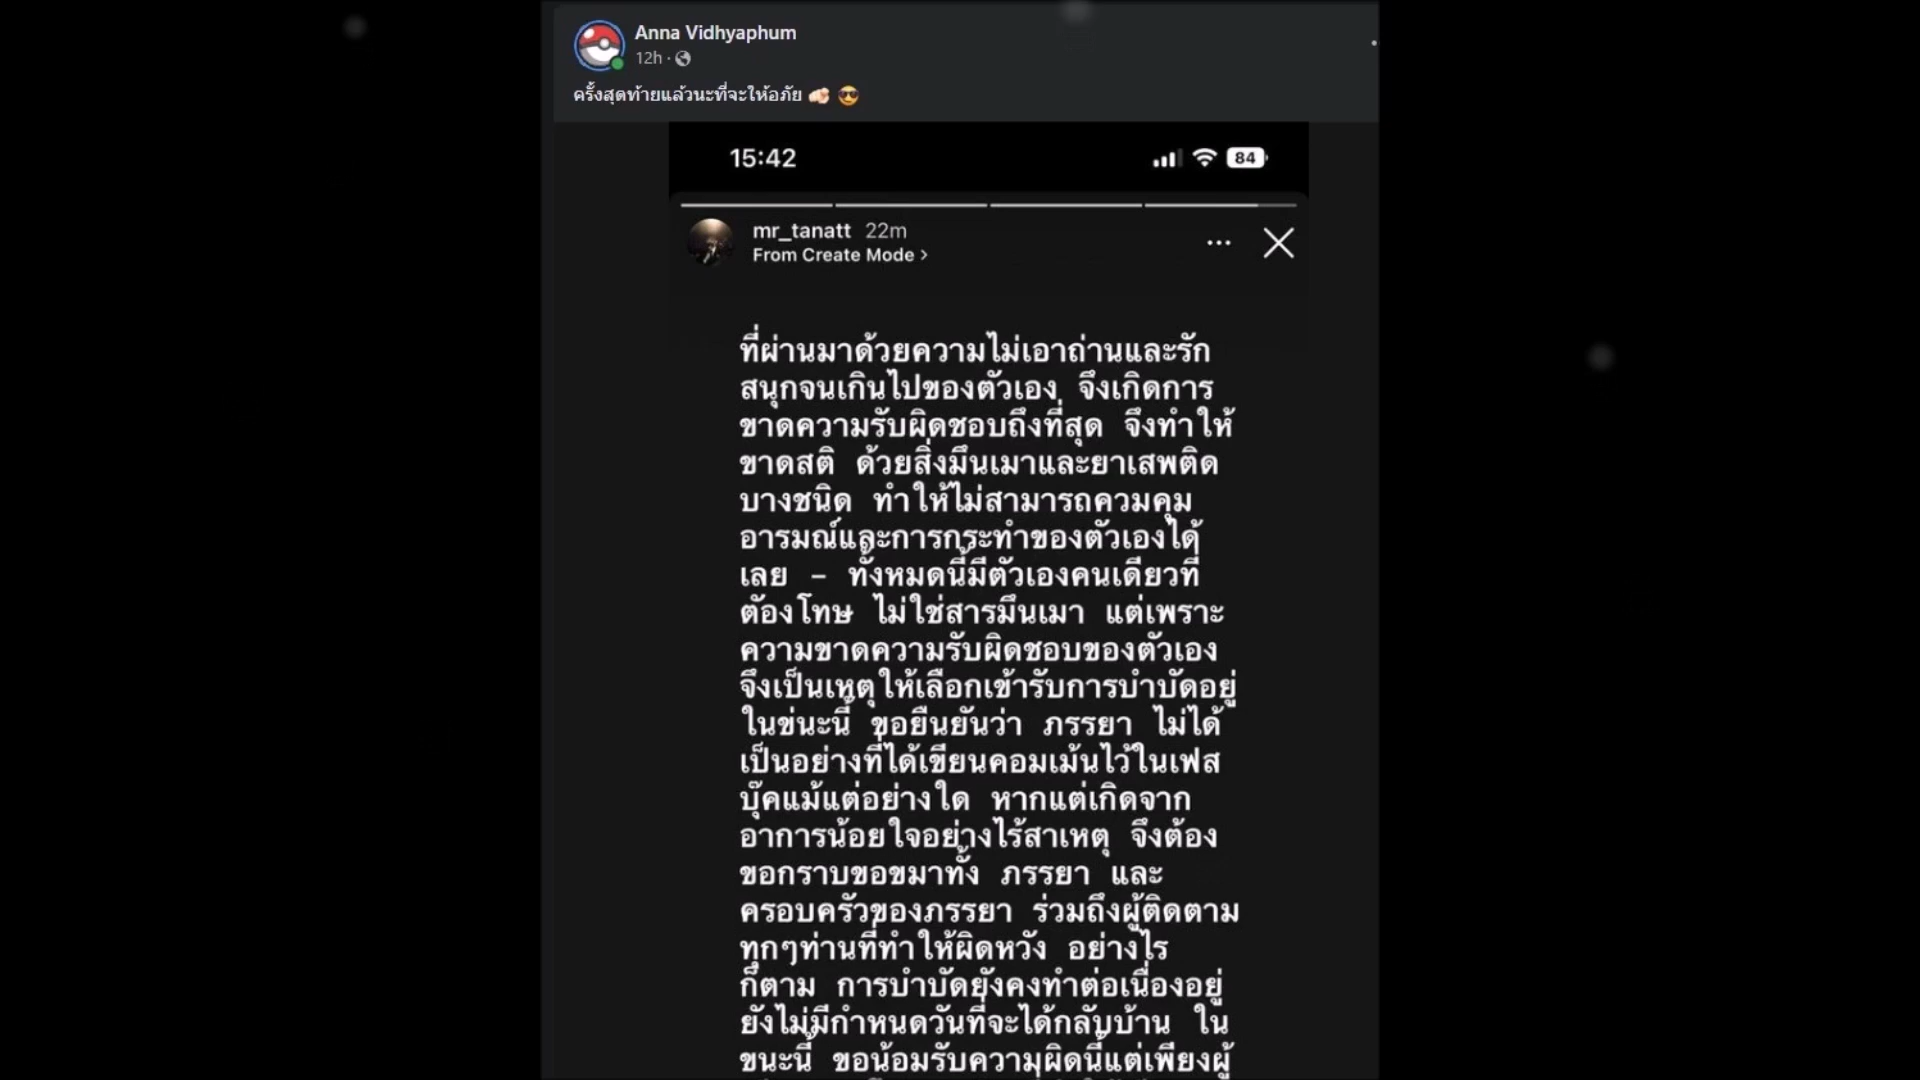 Anna Vidhyaphum
12h ·
ครั้งสุดท้ายแล้วนะที่จะให้อภัย 🫵🏻 😎
15:42
84
mr_tanatt 22m
From Create Mode >
ที่ผ่านมาด้วยความไม่เอาถ่านและรัก
สนุกจนเกินไปของตัวเอง จึงเกิดการ
ขาดความรับผิดชอบถึงที่สุด จึงทำให้
ขาดสติ ด้วยสิ่งมึนเมาและยาเสพติด
บางชนิด ทำให้ไม่สามารถควมคุม
อารมณ์และการกระทำของตัวเองได้
เลย - ทั้งหมดนี้มีตัวเองคนเดียวที่
ต้องโทษ ไม่ใช่สารมึนเมา แต่เพราะ
ความขาดความรับผิดชอบของตัวเอง
จึงเป็นเหตุให้เลือกเข้ารับการบำบัดอยู่
ในข่นะนี้ ขอยืนยันว่า ภรรยา ไม่ได้
เป็นอย่างที่ได้เขียนคอมเม้นไว้ในเฟส
บุ๊คแม้แต่อย่างใด หากแต่เกิดจาก
อาการน้อยใจอย่างไร้สาเหตุ จึงต้อง
ขอกราบขอขมาทั้ง ภรรยา และ
ครอบครัวของภรรยา ร่วมถึงผู้ติดตาม
ทุกๆท่านที่ทำให้ผิดหวัง อย่างไร
ก็ตาม การบำบัดยังคงทำต่อเนื่องอยู่
ยังไม่มีกำหนดวันที่จะได้กลับบ้าน ใน
ขนะนี้ ขอน้อมรับความผิดนี้แต่เพียงผู้